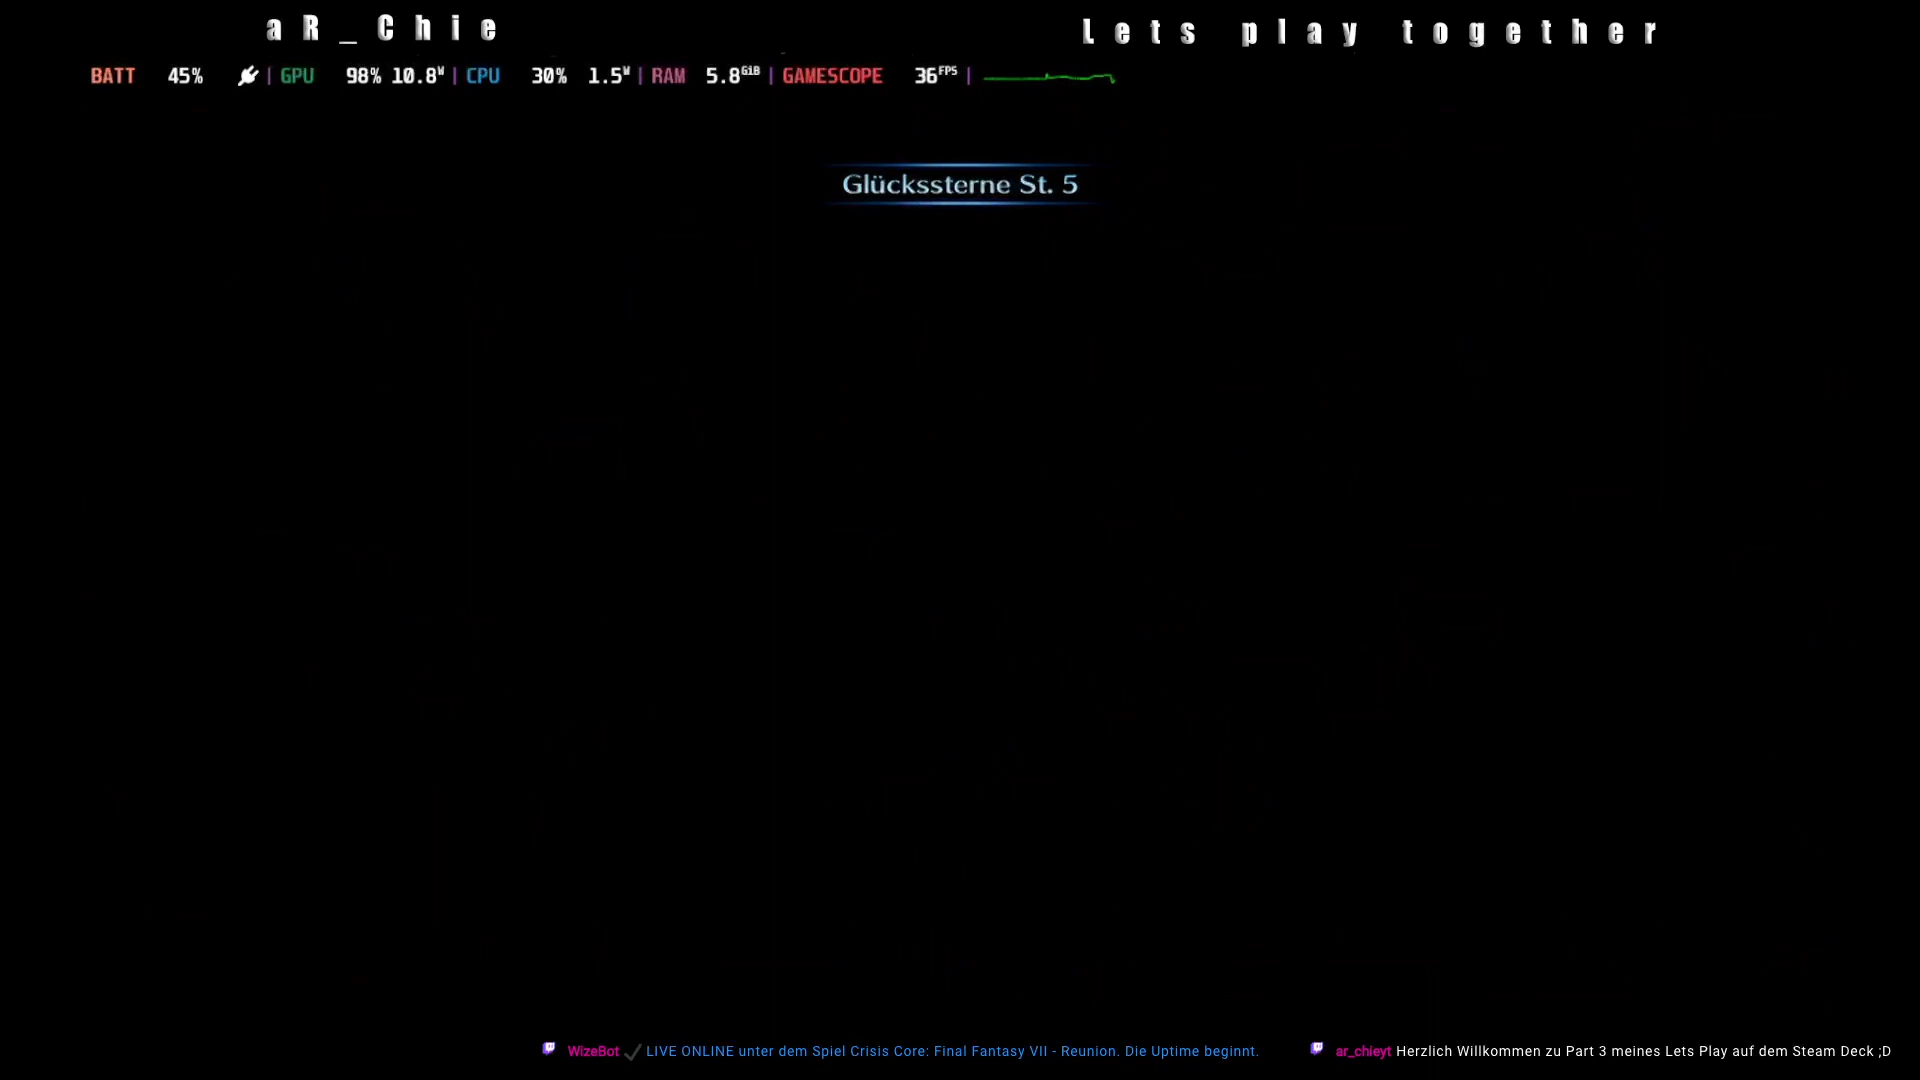 aR_Chie
Lets play together
BATT 45% | GPU 98% 10.8W | CPU 30% 1.5W | RAM 5.8GiB | GAMESCOPE 36FPS |
Glückssterne St. 5
WizeBot ✓ LIVE ONLINE unter dem Spiel Crisis Core: Final Fantasy VII - Reunion. Die Uptime beginnt.
ar_chieyt Herzlich Willkommen zu Part 3 meines Lets Play auf dem Steam Deck ;D